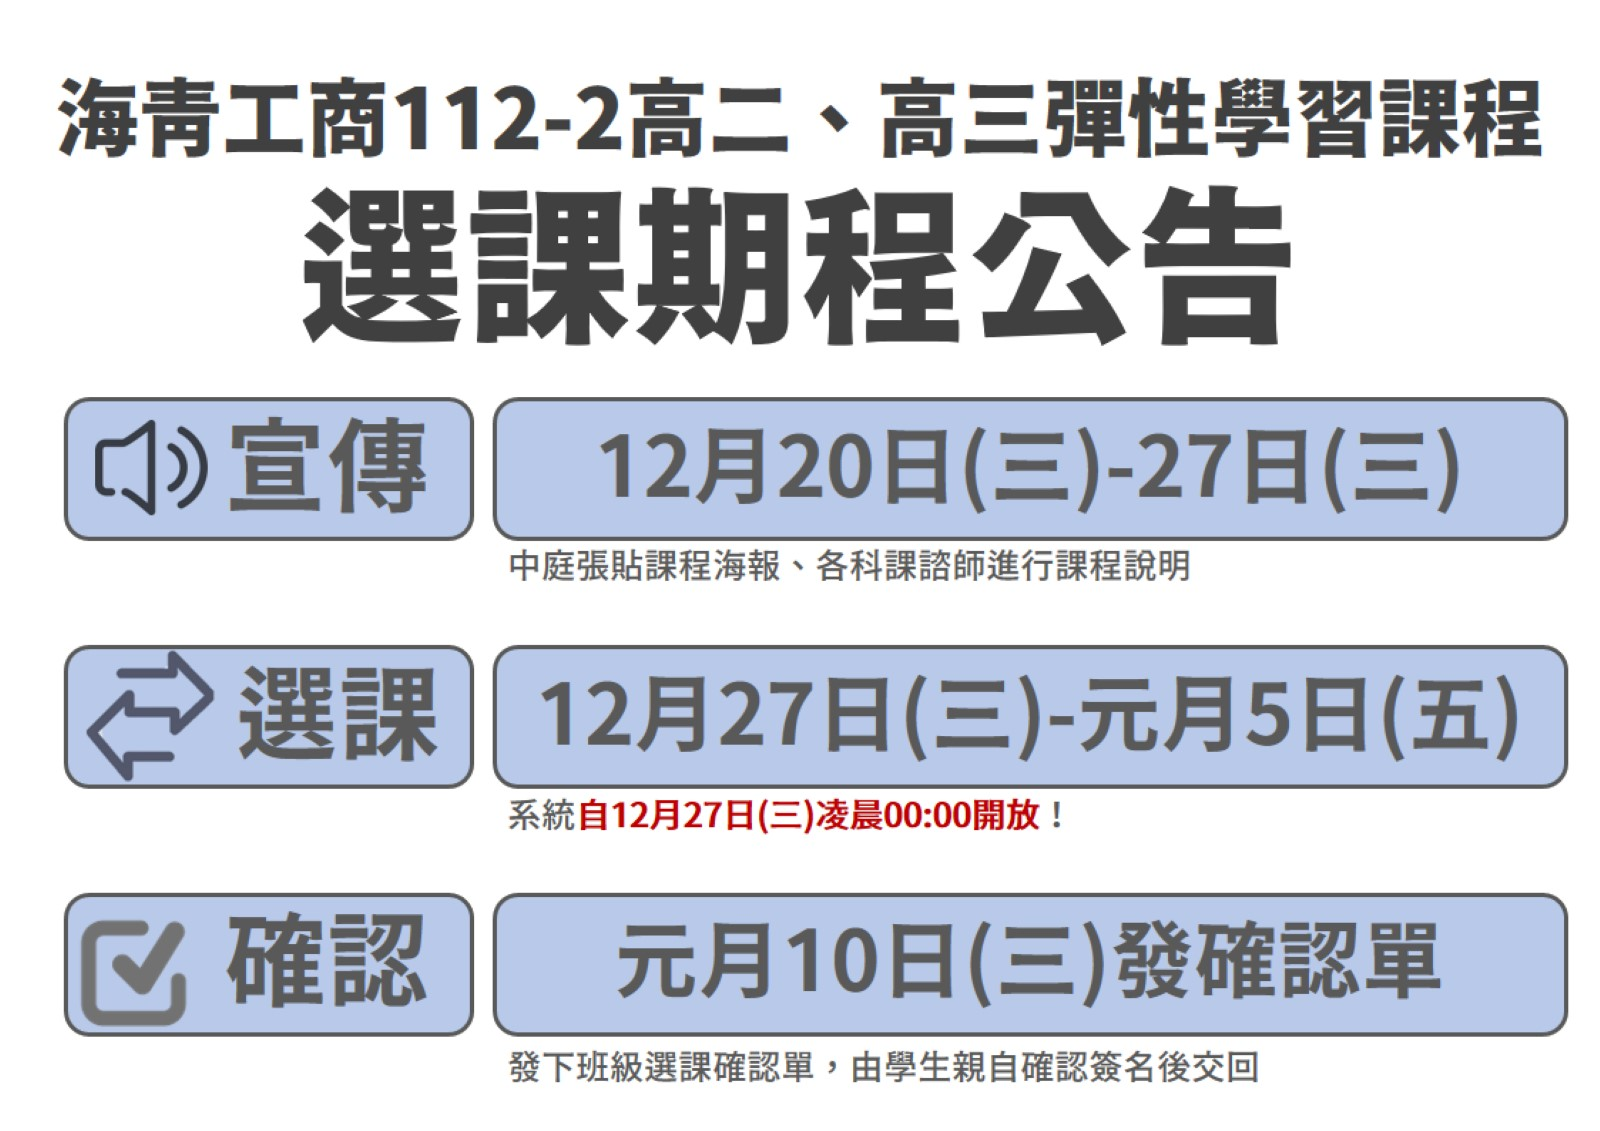 海青工商112-2高二、高三彈性學習課程
選課期程公告
宣傳
12月20日(三)-27日(三)
中庭張貼課程海報、各科課諮師進行課程說明
選課
12月27日(三)-元月5日(五)
系統自12月27日(三)凌晨00:00開放！
確認
元月10日(三)發確認單
發下班級選課確認單，由學生親自確認簽名後交回